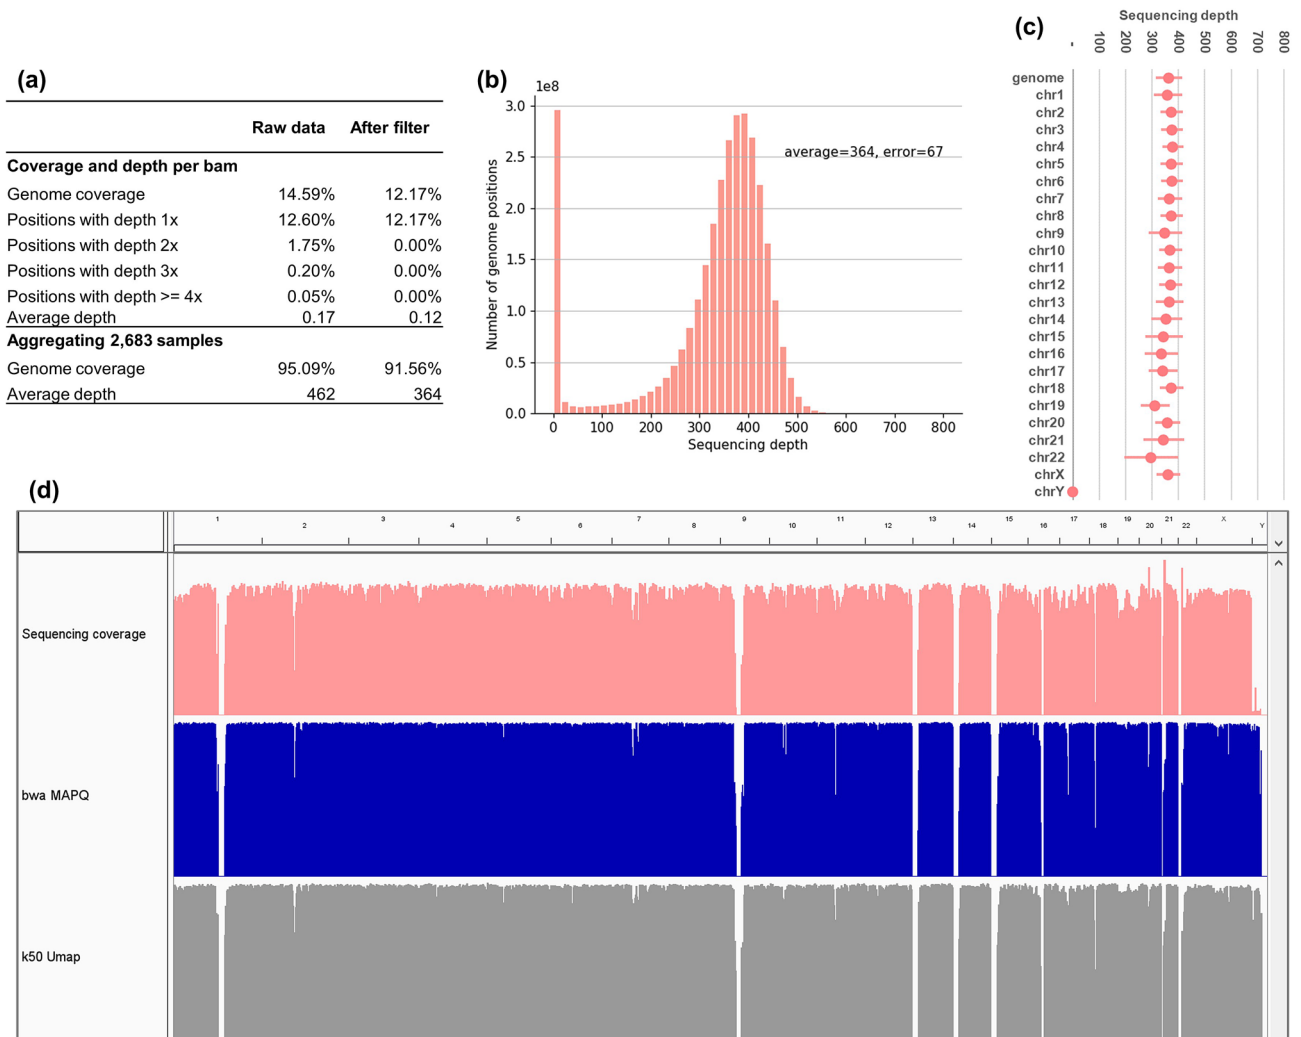 (a)
Raw data After filter
Coverage and depth per bam
Genome coverage 14.59% 12.17%
Positions with depth 1x 12.60% 12.17%
Positions with depth 2x 1.75% 0.00%
Positions with depth 3x 0.20% 0.00%
Positions with depth >= 4x 0.05% 0.00%
Average depth 0.17 0.12
Aggregating 2,683 samples
Genome coverage 95.09% 91.56%
Average depth 462 364
(b)
1e8
3.0
2.5
2.0
1.5
1.0
0.5
0.0
Number of genome positions
average=364, error=67
0 100 200 300 400 500 600 700 800
Sequencing depth
(c)
Sequencing depth
- 100 200 300 400 500 600 700 800
genome
chr1
chr2
chr3
chr4
chr5
chr6
chr7
chr8
chr9
chr10
chr11
chr12
chr13
chr14
chr15
chr16
chr17
chr18
chr19
chr20
chr21
chr22
chrX
chrY
(d)
1 2 3 4 5 6 7 8 9 10 11 12 13 14 15 16 17 18 19 20 21 22 X Y
Sequencing coverage
bwa MAPQ
k50 Umap